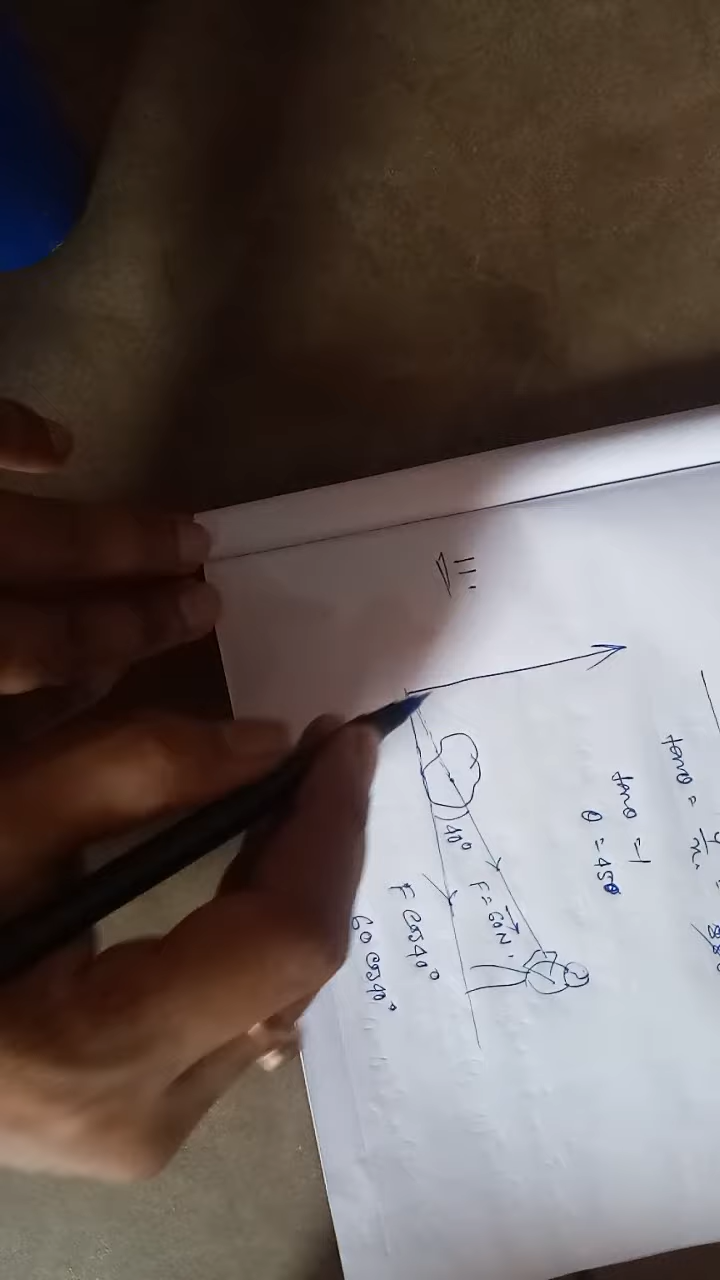 tanθ = y/x =
tanθ = 1
θ = 45°
11.
F = 60N.
40°
F cos40°
60 cos40°